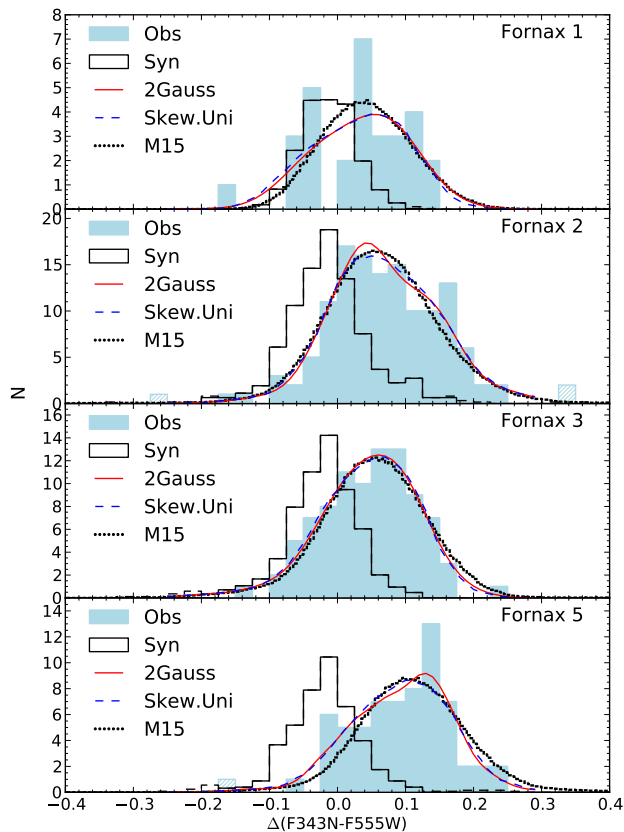 Fornax 1
8
7
6
5
4
3
2
1
0
Obs
Syn
2Gauss
Skew.Uni
M15
Fornax 2
20
15
10
5
0
Obs
Syn
2Gauss
Skew.Uni
M15
N
Fornax 3
16
14
12
10
8
6
4
2
0
Obs
Syn
2Gauss
Skew.Uni
M15
Fornax 5
14
12
10
8
6
4
2
0
Obs
Syn
2Gauss
Skew.Uni
M15
−0.4 −0.3 −0.2 −0.1 0.0 0.1 0.2 0.3 0.4
Δ(F343N-F555W)